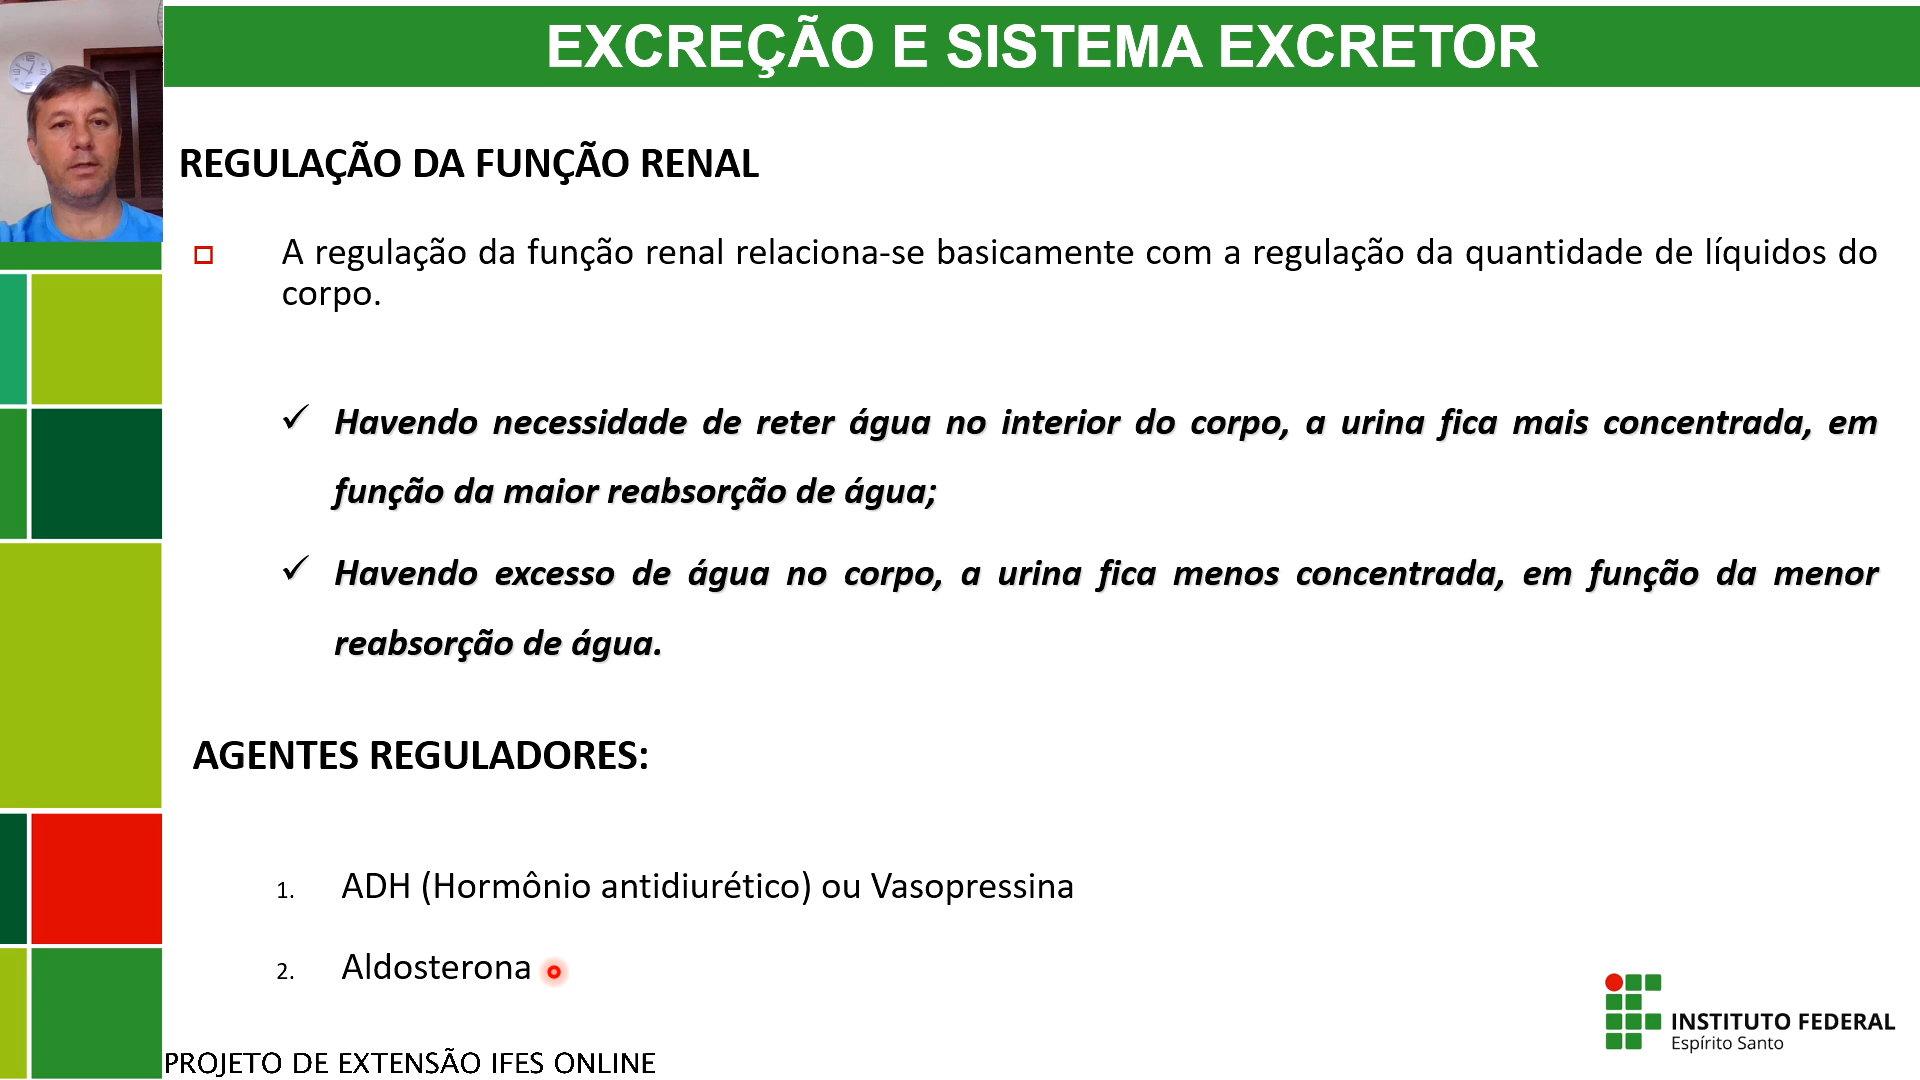 EXCREÇÃO E SISTEMA EXCRETOR
REGULAÇÃO DA FUNÇÃO RENAL
A regulação da função renal relaciona-se basicamente com a regulação da quantidade de líquidos do
corpo.
✓ Havendo necessidade de reter água no interior do corpo, a urina fica mais concentrada, em
função da maior reabsorção de água;
✓ Havendo excesso de água no corpo, a urina fica menos concentrada, em função da menor
reabsorção de água.
AGENTES REGULADORES:
1. ADH (Hormônio antidiurético) ou Vasopressina
2. Aldosterona
INSTITUTO FEDERAL
Espírito Santo
PROJETO DE EXTENSÃO IFES ONLINE